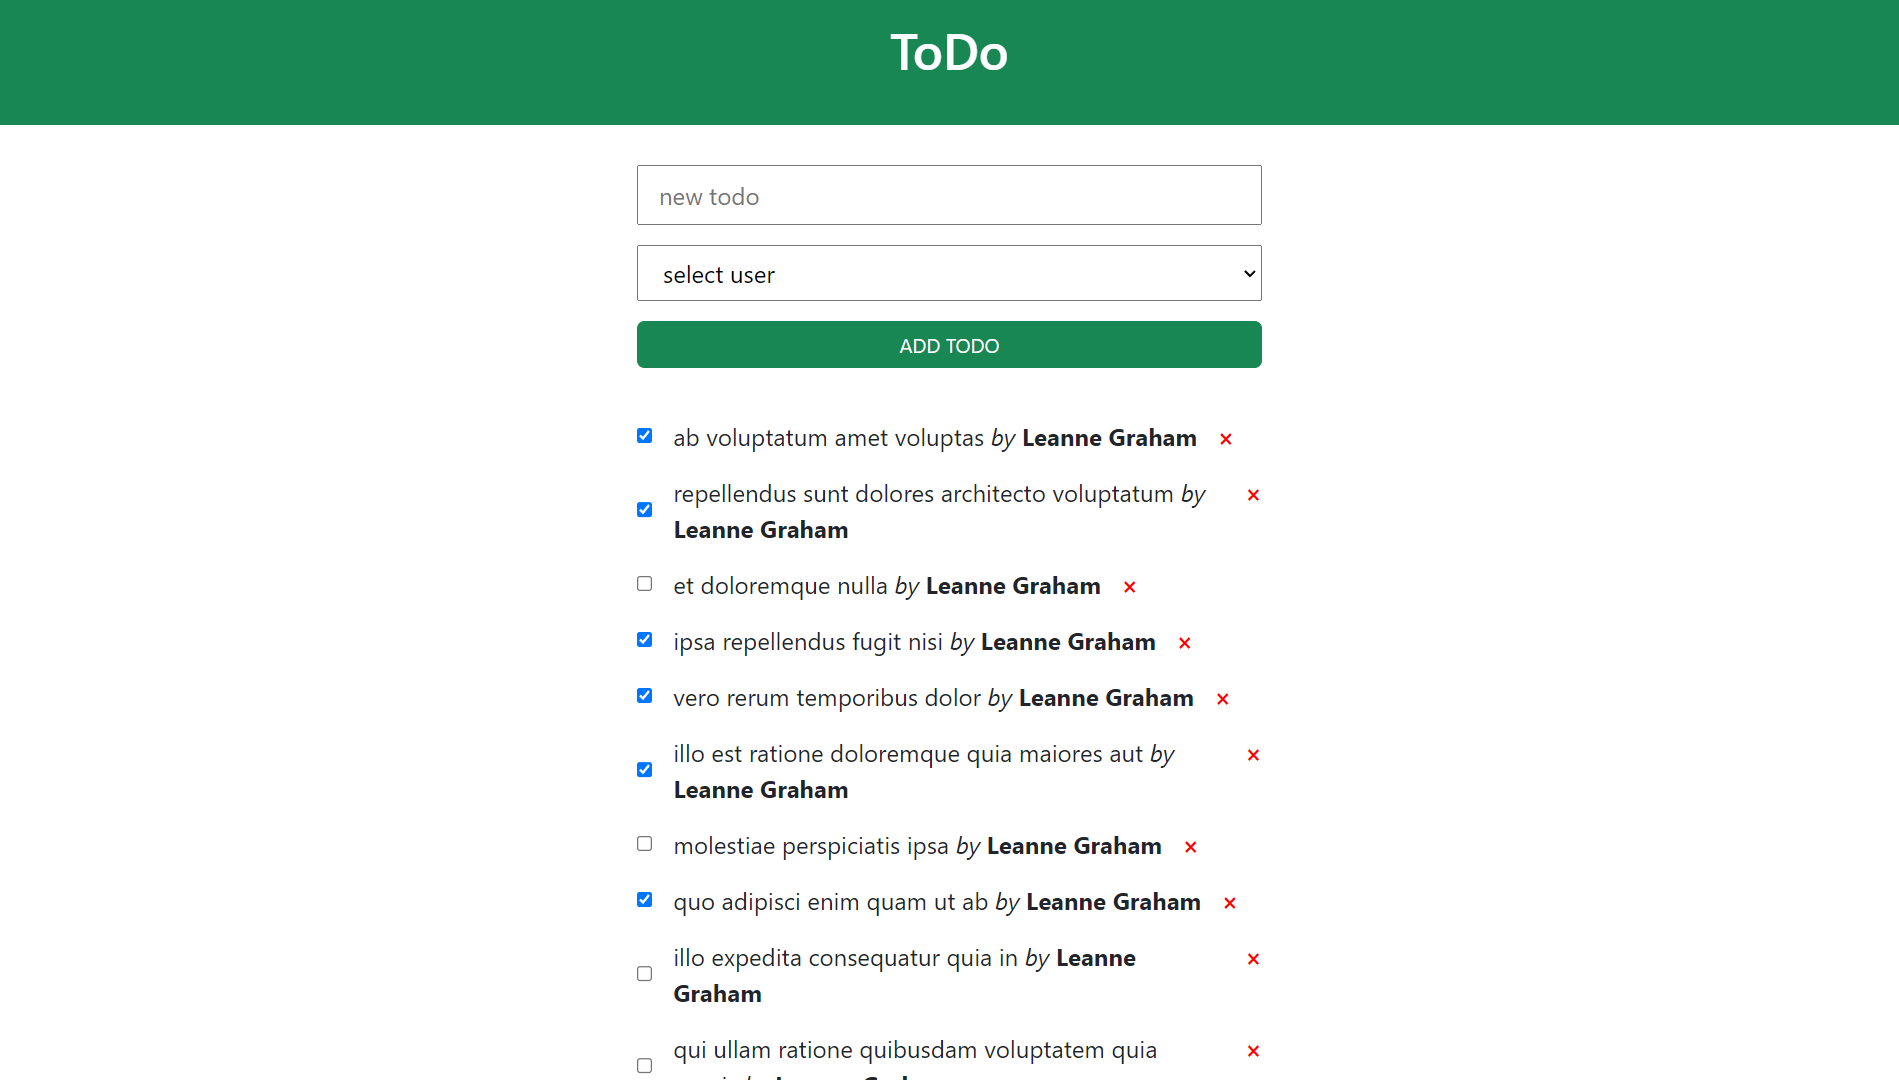 ToDo
new todo
select user
ADD TODO
ab voluptatum amet voluptas by Leanne Graham ×
repellendus sunt dolores architecto voluptatum by ×
Leanne Graham
et doloremque nulla by Leanne Graham ×
ipsa repellendus fugit nisi by Leanne Graham ×
vero rerum temporibus dolor by Leanne Graham ×
illo est ratione doloremque quia maiores aut by ×
Leanne Graham
molestiae perspiciatis ipsa by Leanne Graham ×
quo adipisci enim quam ut ab by Leanne Graham ×
illo expedita consequatur quia in by Leanne ×
Graham
qui ullam ratione quibusdam voluptatem quia ×